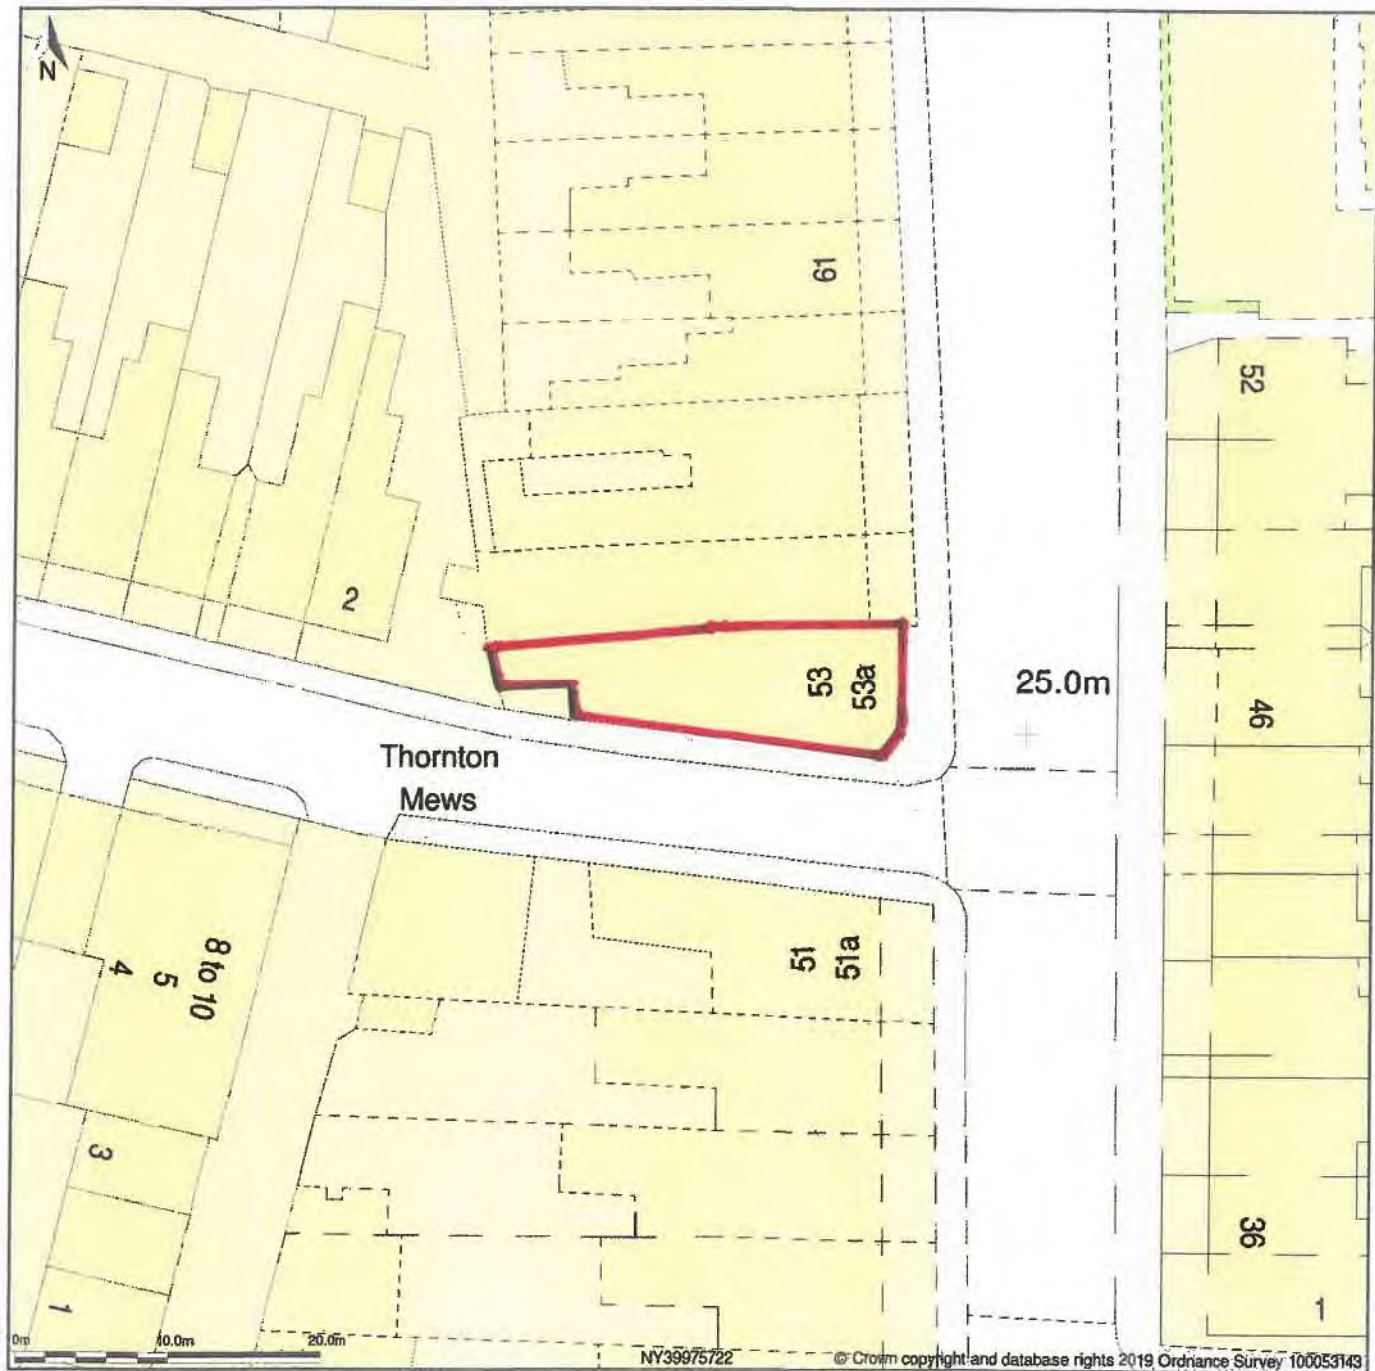 N
61
52
2
53
53a
25.0m
46
Thornton
Mews
51
51a
8 to 10
5
4
3
36
1
1
0m 10.0m 20.0m
NY39975722
© Crown copyright and database rights 2019 Ordnance Survey 100053143